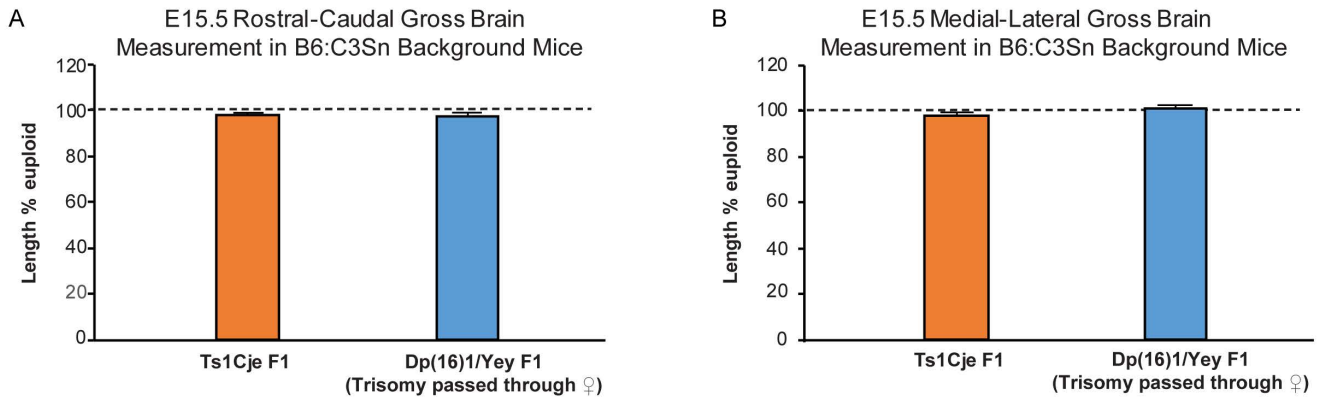 A
E15.5 Rostral-Caudal Gross Brain
Measurement in B6:C3Sn Background Mice
120
100
80
60
40
20
0
Length % euploid
Ts1Cje F1
Dp(16)1/Yey F1
(Trisomy passed through ♀)
B
E15.5 Medial-Lateral Gross Brain
Measurement in B6:C3Sn Background Mice
120
100
80
60
40
20
0
Length % euploid
Ts1Cje F1
Dp(16)1/Yey F1
(Trisomy passed through ♀)